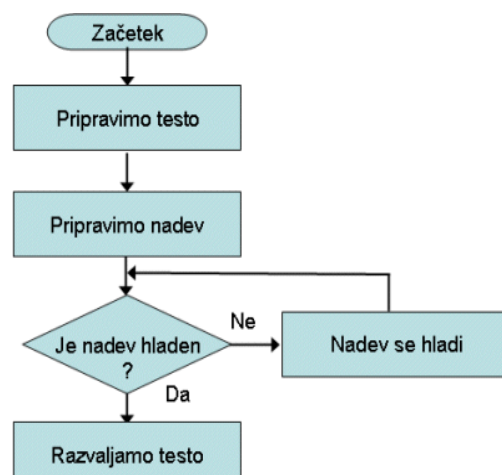 Začetek
Pripravimo testo
Pripravimo nadev
Ne
Je nadev hladen
?
Nadev se hladi
Da
Razvaljamo testo